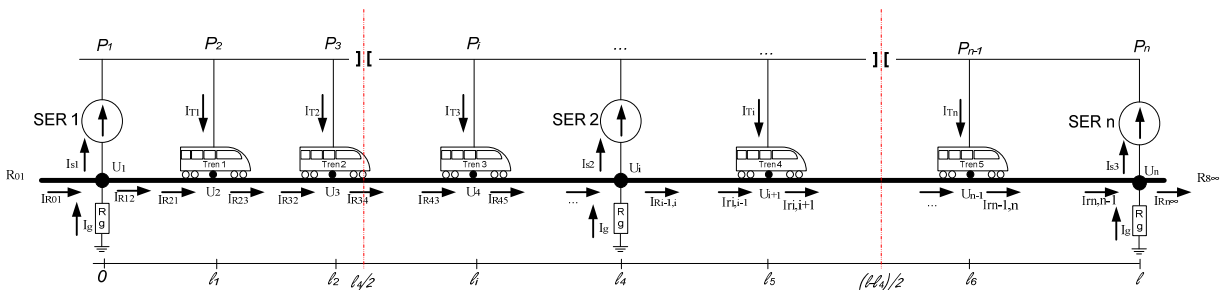 P1 P2 P3 Pi ... ... Pn-1 Pn
IT1 IT2 IT3 ITi ITn
SER 1 SER 2 SER n
Is1 Is2 Is3
Tren 1 Tren2 Tren 3 Tren4 Tren 5
R01 U1 U2 U3 U4 Ui Ui+1 Un-1 Un R8∞
IR01 IR12 IR21 IR23 IR32 IR34 IR43 IR45 ... IRi-1,i Iri,i-1 Iri,i+1 ... Irn-1,n Irn,n-1 IRn∞
Ig Rg Ig Rg Ig Rg
0 ℓ1 ℓ2 ℓ4/2 ℓi ℓ4 ℓ5 (ℓ-ℓ4)/2 ℓ6 ℓ